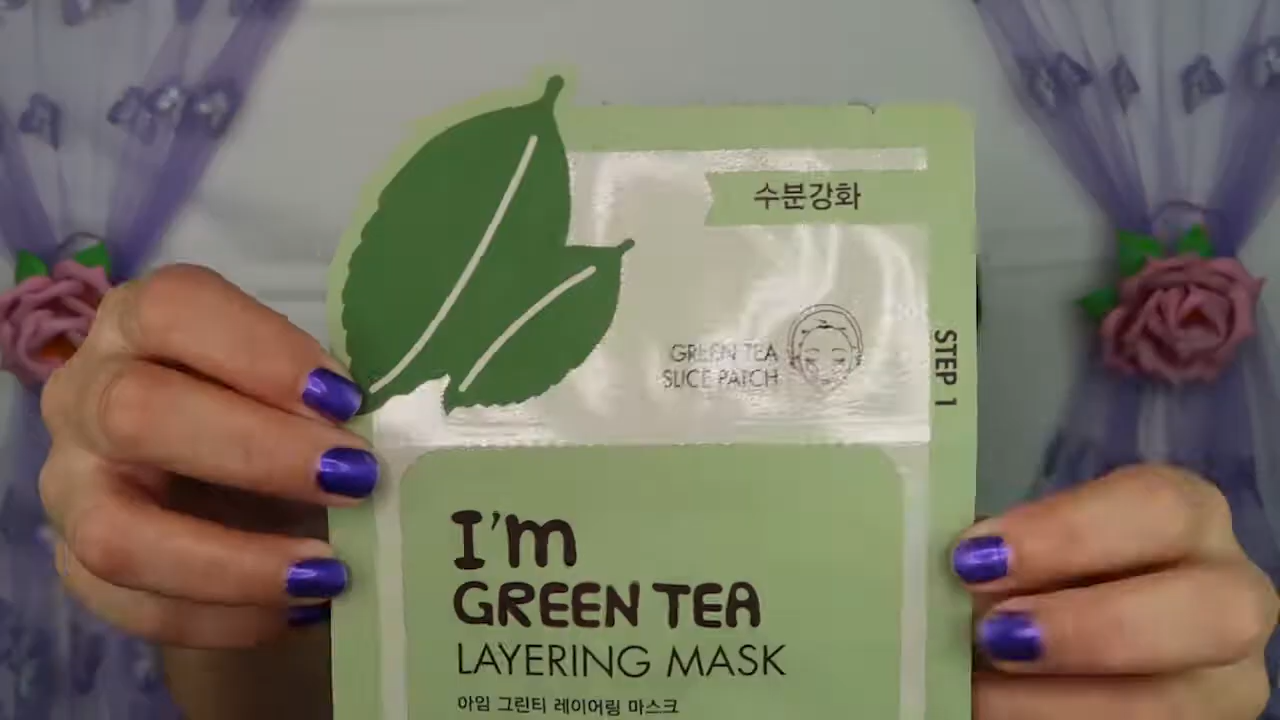 수분강화
GREEN TEA
SLICE PATCH
STEP 1
I'm
GREEN TEA
LAYERING MASK
아임 그린티 레이어링 마스크